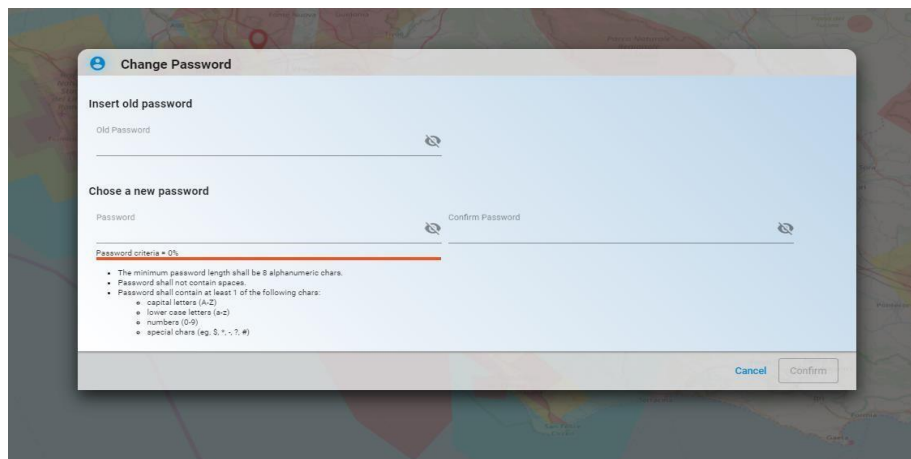 Change Password
Insert old password
Old Password
Chose a new password
Password
Confirm Password
Password criteria = 0%
The minimum password length shall be 8 alphanumeric chars.
Password shall not contain spaces.
Password shall contain at least 1 of the following chars:
capital letters (A-Z)
lower case letters (a-z)
numbers (0-9)
special chars (eg. $, *, -, ?, #)
Cancel
Confirm